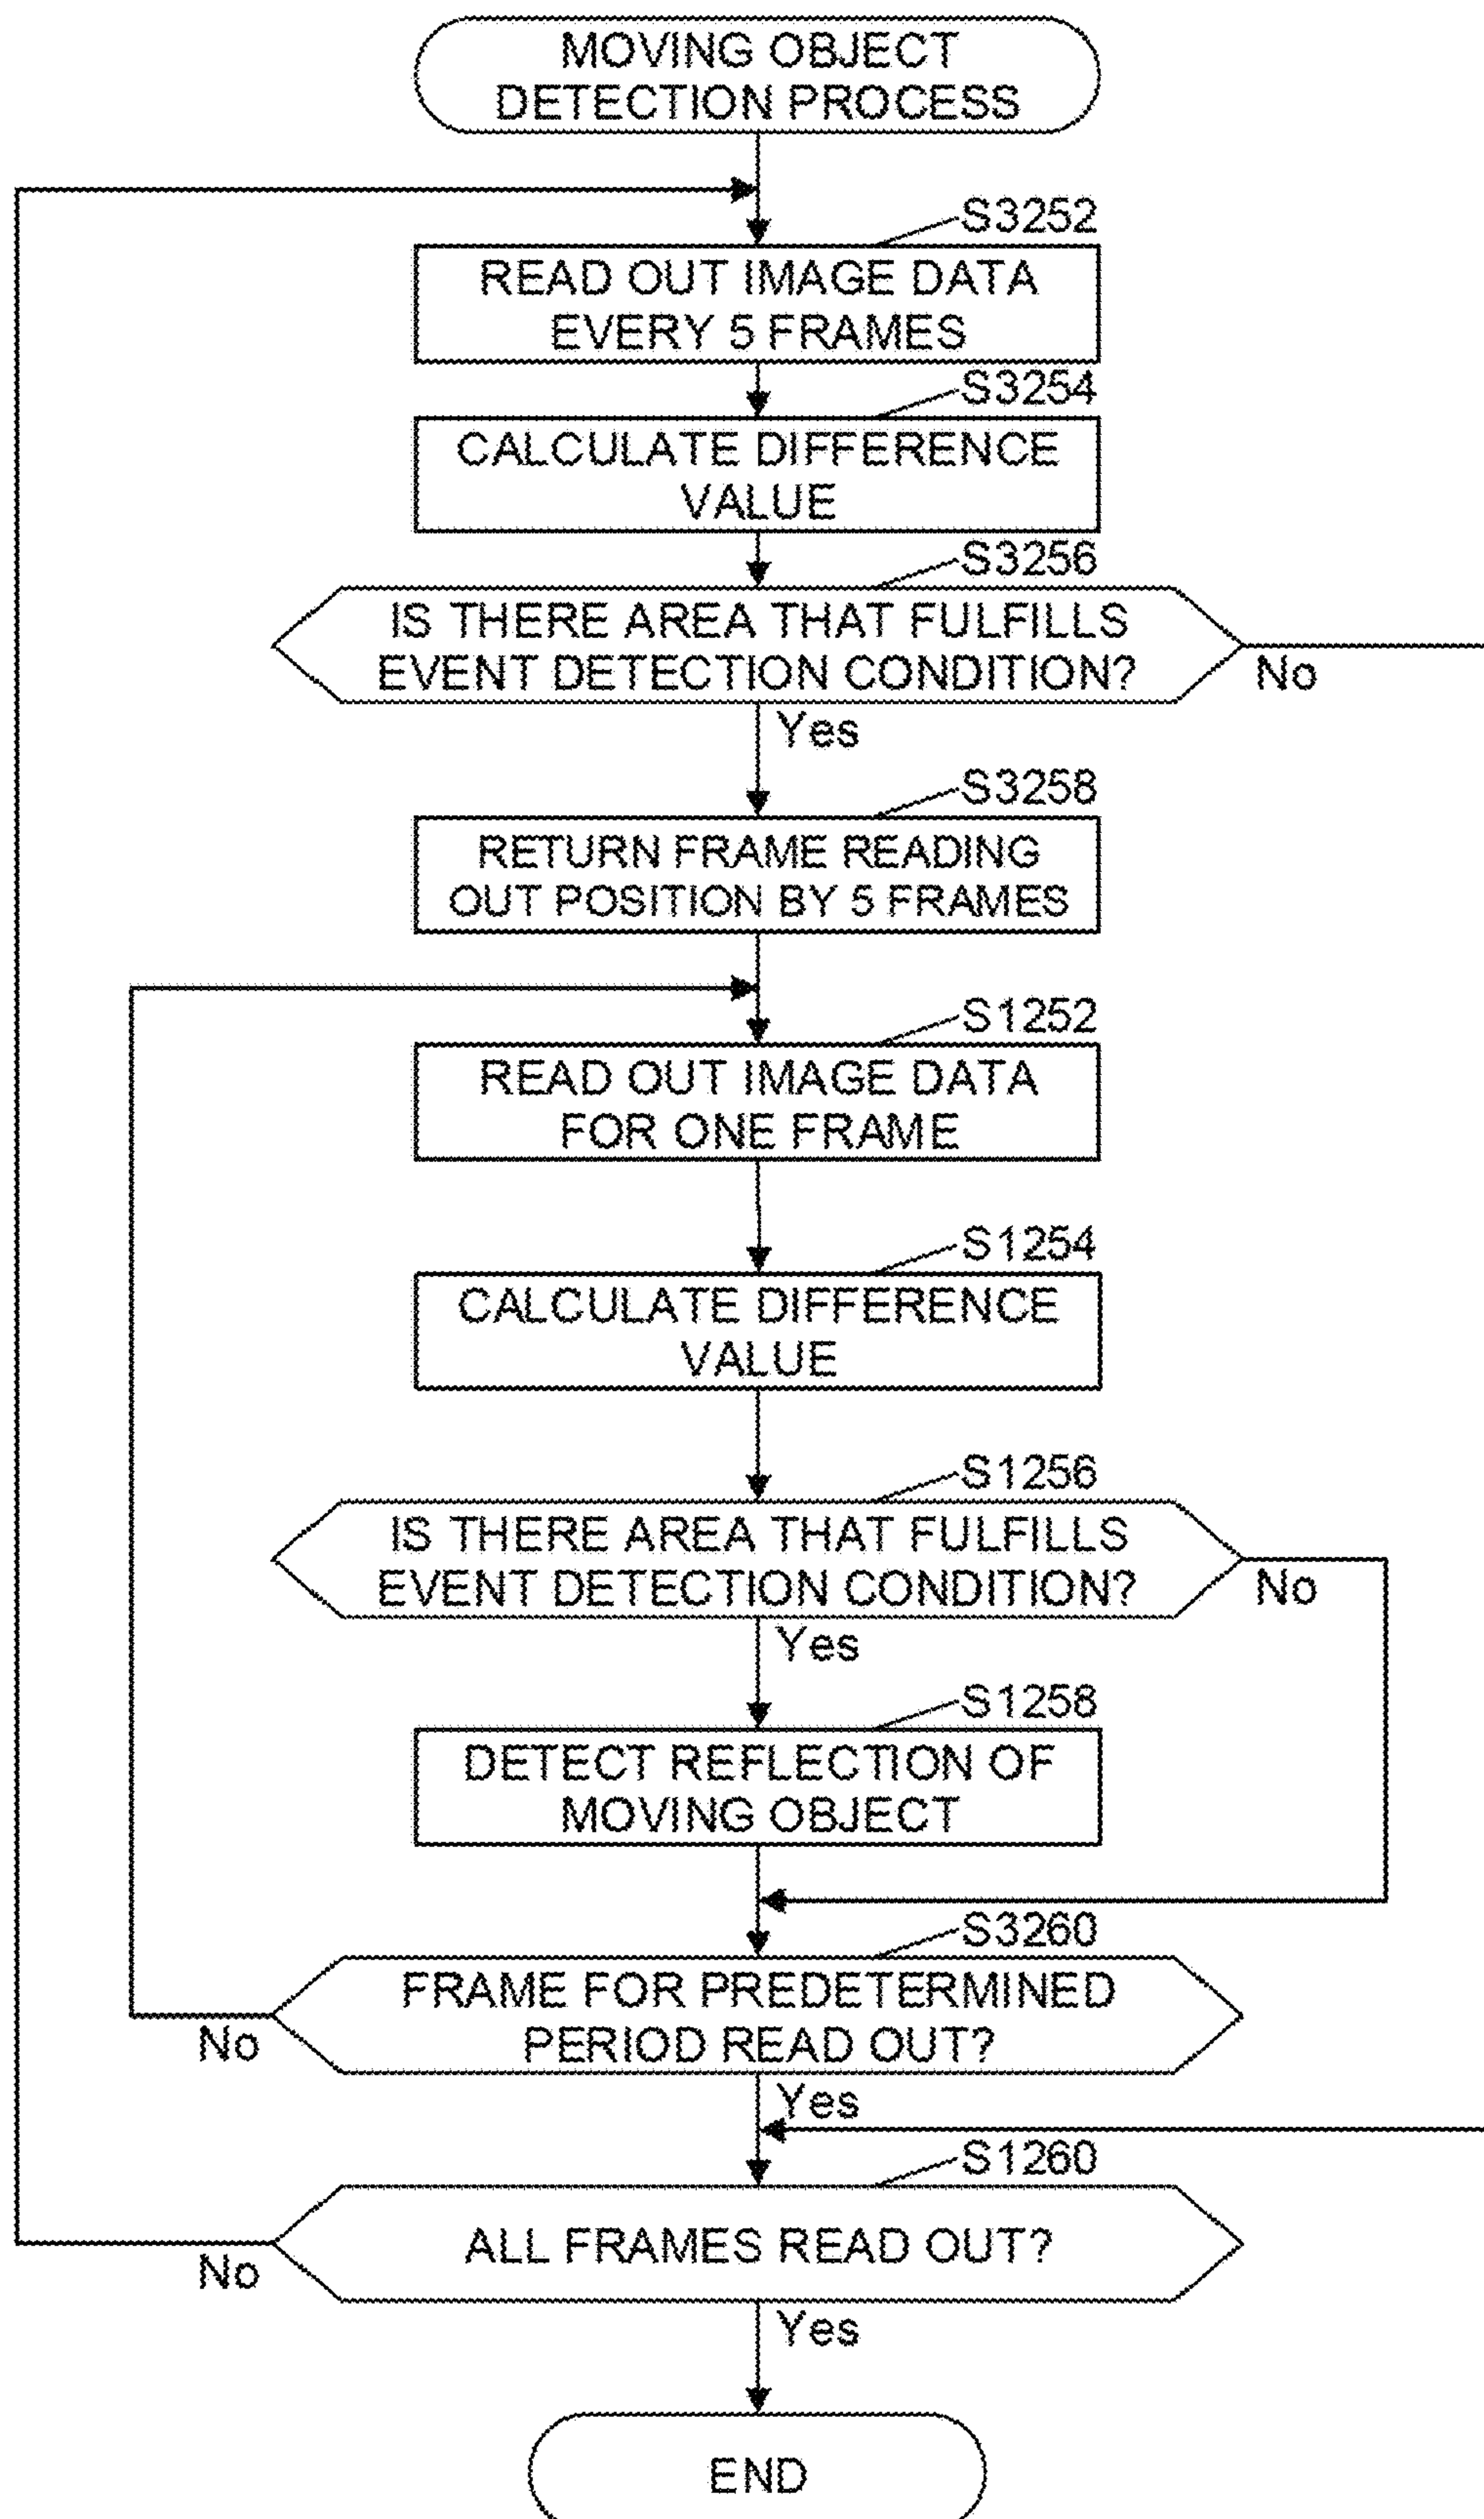 MOVING OBJECT
DETECTION PROCESS
S3252
READ OUT IMAGE DATA
EVERY 5 FRAMES
S3254
CALCULATE DIFFERENCE
VALUE
S3256
IS THERE AREA THAT FULFILLS
EVENT DETECTION CONDITION?
No
Yes
S3258
RETURN FRAME READING
OUT POSITION BY 5 FRAMES
S1252
READ OUT IMAGE DATA
FOR ONE FRAME
S1254
CALCULATE DIFFERENCE
VALUE
S1256
IS THERE AREA THAT FULFILLS
EVENT DETECTION CONDITION?
No
Yes
S1258
DETECT REFLECTION OF
MOVING OBJECT
S3260
FRAME FOR PREDETERMINED
PERIOD READ OUT?
No
Yes
S1260
ALL FRAMES READ OUT?
No
Yes
END